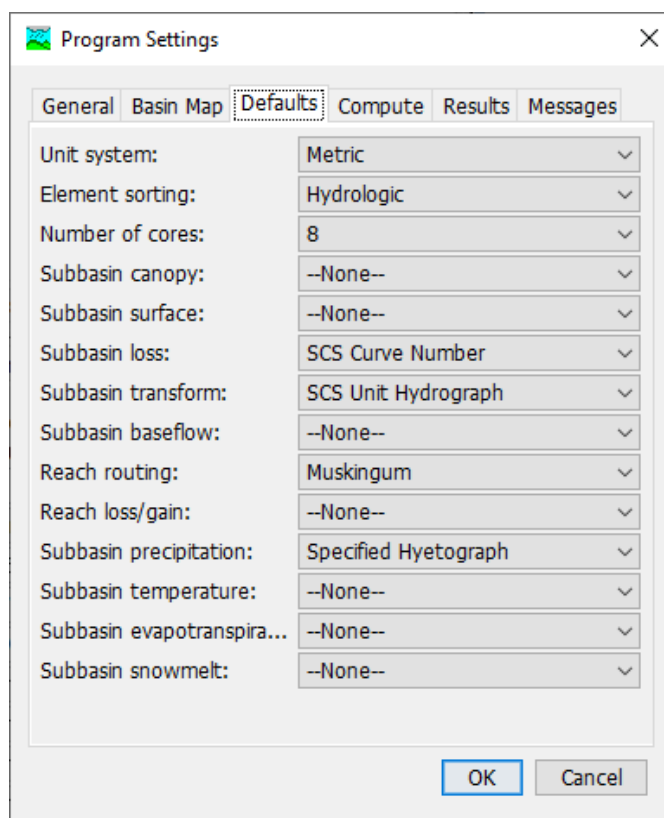 Program Settings
General Basin Map Defaults Compute Results Messages
Unit system: Metric
Element sorting: Hydrologic
Number of cores: 8
Subbasin canopy: --None--
Subbasin surface: --None--
Subbasin loss: SCS Curve Number
Subbasin transform: SCS Unit Hydrograph
Subbasin baseflow: --None--
Reach routing: Muskingum
Reach loss/gain: --None--
Subbasin precipitation: Specified Hyetograph
Subbasin temperature: --None--
Subbasin evapotranspira... --None--
Subbasin snowmelt: --None--
OK Cancel